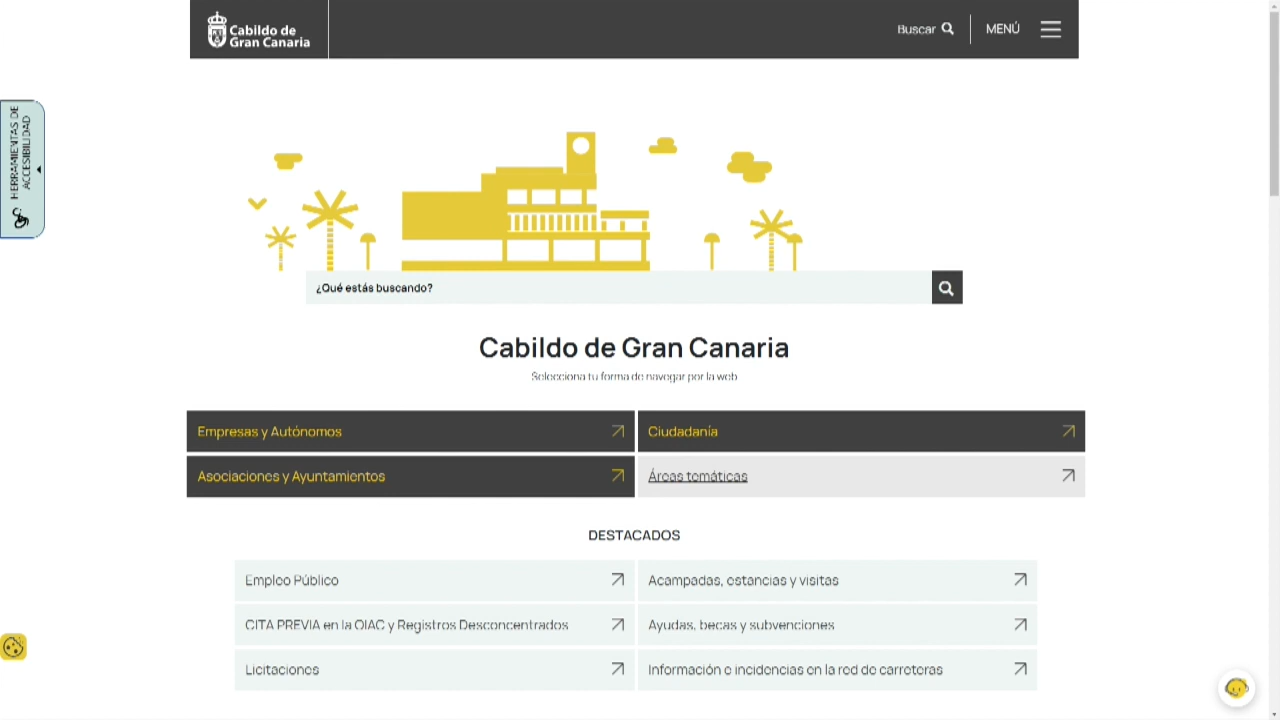 Cabildo de
Gran Canaria
Buscar
MENÚ
HERRAMIENTAS DE
ACCESIBILIDAD
¿Qué estás buscando?
Cabildo de Gran Canaria
Selecciona tu forma de navegar por la web
Empresas y Autónomos
Ciudadanía
Asociaciones y Ayuntamientos
Áreas temáticas
DESTACADOS
Empleo Público
Acampadas, estancias y visitas
CITA PREVIA en la OIAC y Registros Desconcentrados
Ayudas, becas y subvenciones
Licitaciones
Información e incidencias en la red de carreteras